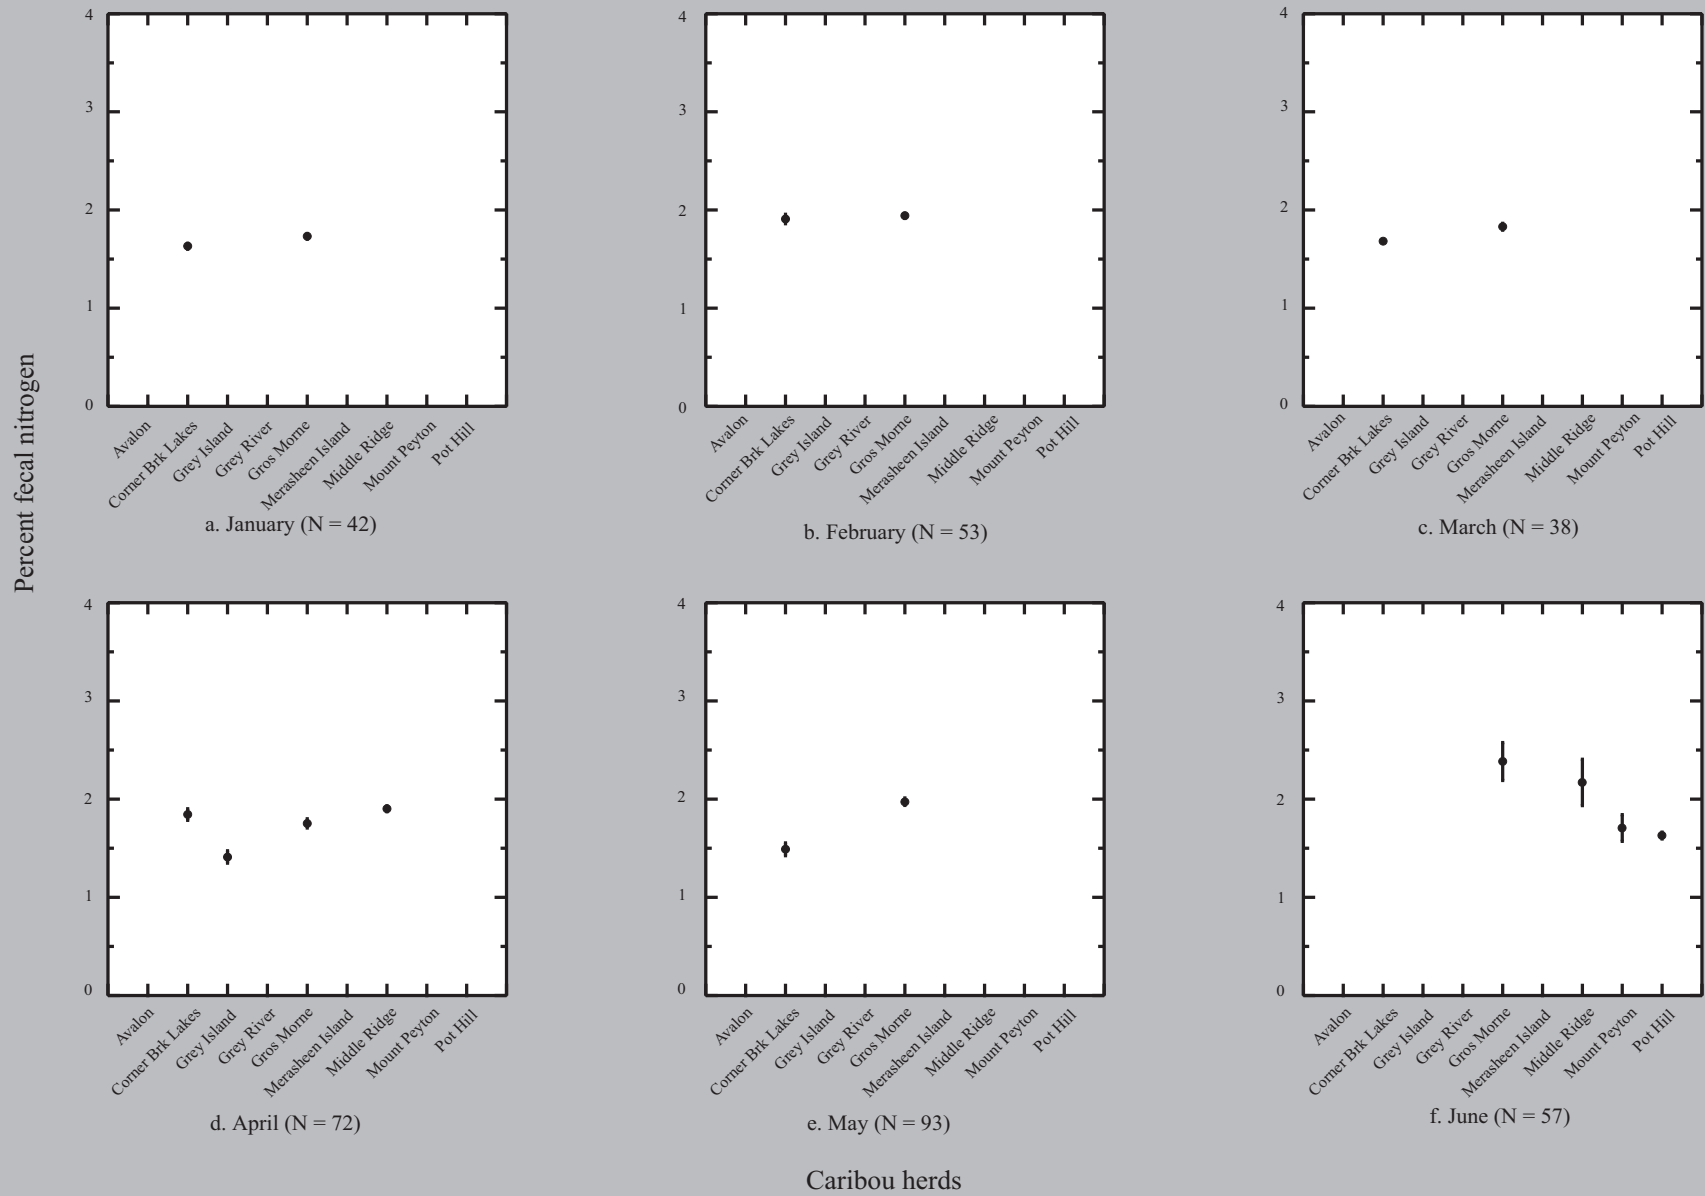 Percent fecal nitrogen
4
3
2
1
0
Avalon
Corner Brk Lakes
Grey Island
Grey River
Gros Morne
Merasheen Island
Middle Ridge
Mount Peyton
Pot Hill
a. January (N = 42)
4
3
2
1
0
Avalon
Corner Brk Lakes
Grey Island
Grey River
Gros Morne
Merasheen Island
Middle Ridge
Mount Peyton
Pot Hill
b. February (N = 53)
4
3
2
1
0
Avalon
Corner Brk Lakes
Grey Island
Grey River
Gros Morne
Merasheen Island
Middle Ridge
Mount Peyton
Pot Hill
c. March (N = 38)
4
3
2
1
0
Avalon
Corner Brk Lakes
Grey Island
Grey River
Gros Morne
Merasheen Island
Middle Ridge
Mount Peyton
Pot Hill
d. April (N = 72)
4
3
2
1
0
Avalon
Corner Brk Lakes
Grey Island
Grey River
Gros Morne
Merasheen Island
Middle Ridge
Mount Peyton
Pot Hill
e. May (N = 93)
4
3
2
1
0
Avalon
Corner Brk Lakes
Grey Island
Grey River
Gros Morne
Merasheen Island
Middle Ridge
Mount Peyton
Pot Hill
f. June (N = 57)
Caribou herds